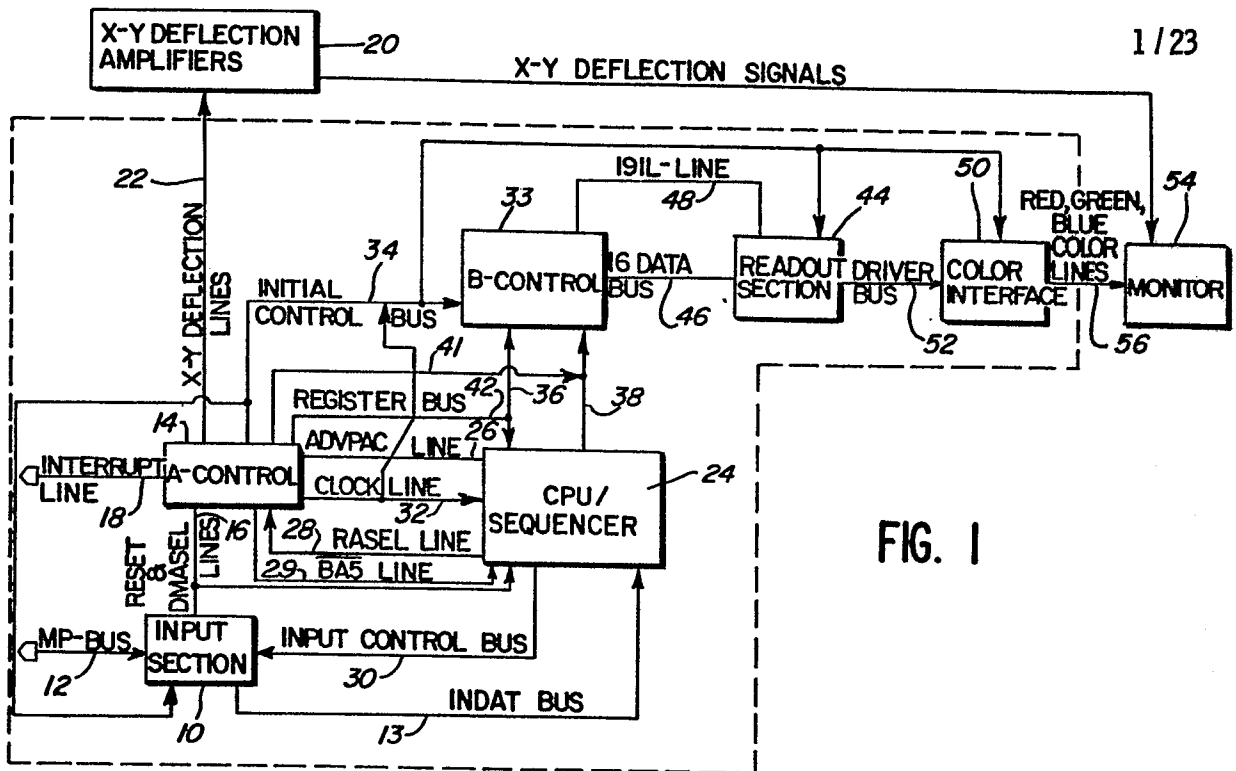 1/23
X-Y DEFLECTION
AMPLIFIERS
20
X-Y DEFLECTION SIGNALS
22
X-Y DEFLECTION
LINES
191L-LINE
48
50
RED, GREEN,
BLUE
COLOR
LINES
54
33
44
34
B-CONTROL
16 DATA
BUS
46
READOUT
SECTION
DRIVER
BUS
52
COLOR
INTERFACE
56
MONITOR
INITIAL
CONTROL BUS
41
42
36
38
REGISTER BUS
26
14
ADVPAC LINE
INTERRUPT
LINE
18
A-CONTROL
CLOCK LINE
32
CPU/
SEQUENCER
24
16
28
RASEL LINE
29
BA5 LINE
RESET
&
DMASEL
LINES
MP-BUS
12
INPUT
SECTION
10
INPUT CONTROL BUS
30
INDAT BUS
13
FIG. 1